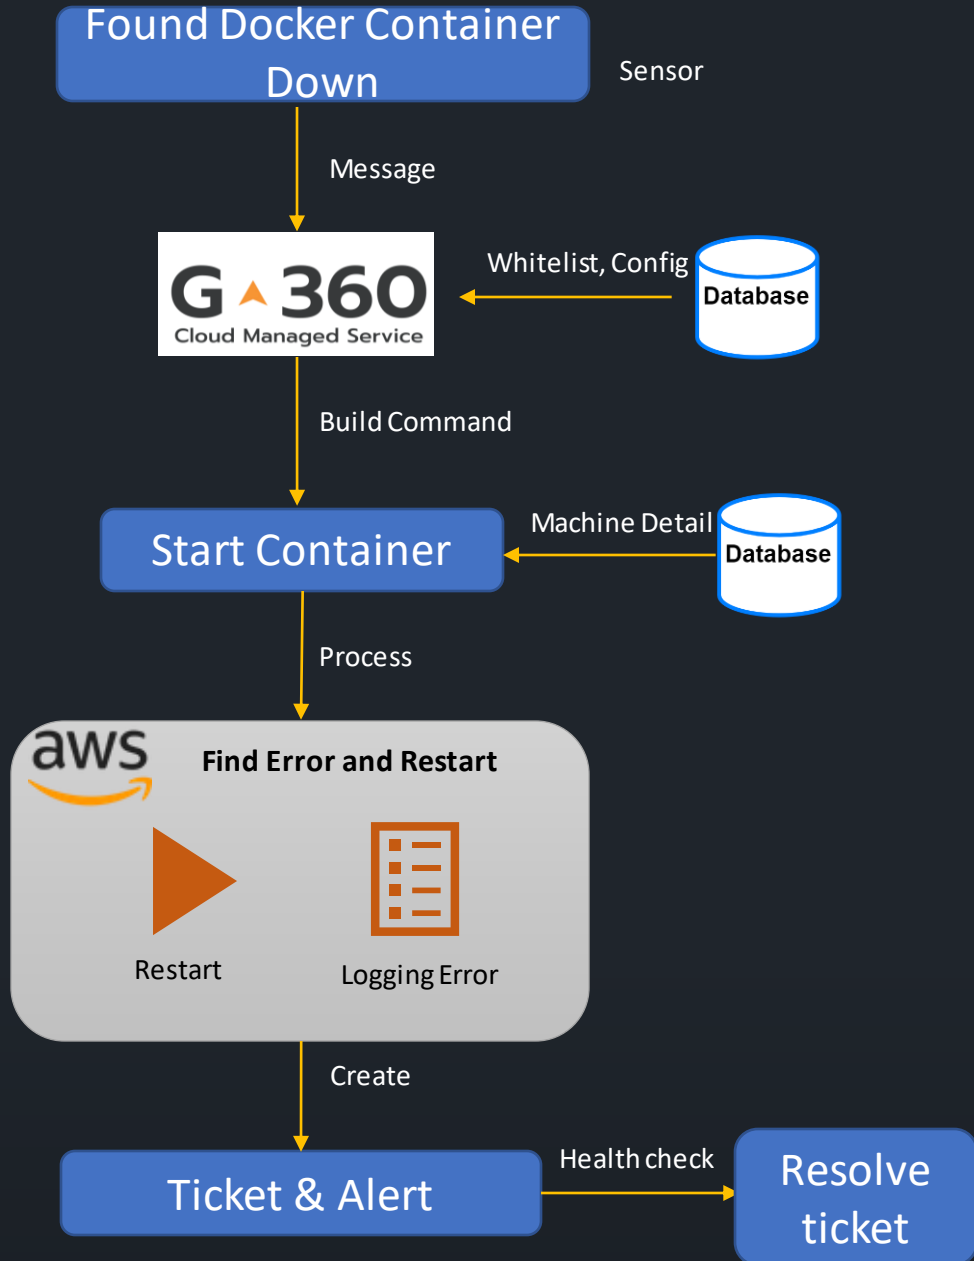 Found Docker Container
Down
Sensor
Message
G 360
Cloud Managed Service
Whitelist, Config
Database
Build Command
Start Container
Machine Detail
Database
Process
aws
Find Error and Restart
Restart
Logging Error
Create
Ticket & Alert
Health check
Resolve
ticket